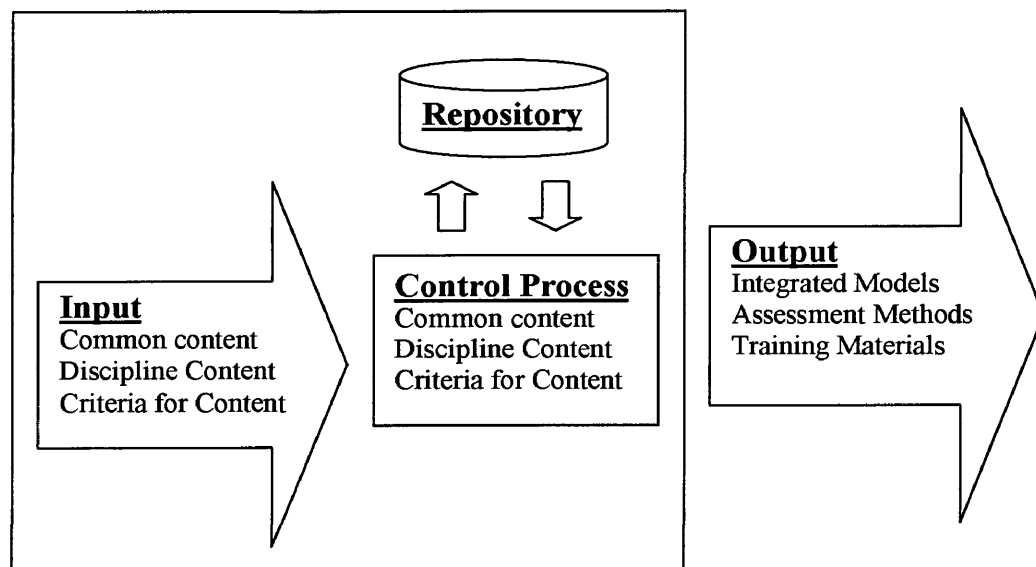 Repository
Input
Common content
Discipline Content
Criteria for Content
Control Process
Common content
Discipline Content
Criteria for Content
Output
Integrated Models
Assessment Methods
Training Materials